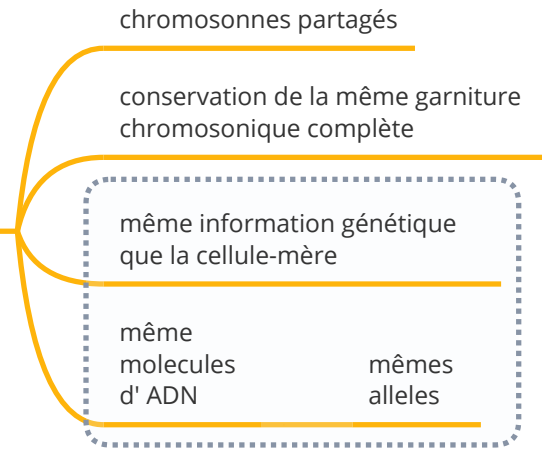 chromosonnes partagés
conservation de la même garniture
chromosonique complète
même information génétique
que la cellule-mère
même
molecules
d' ADN
mêmes
alleles